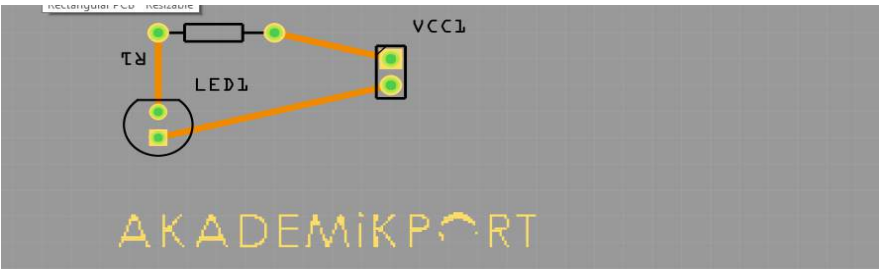 Rectangular PCB - Resizable
VCC1
R1
LED1
AKADEMiKPORT